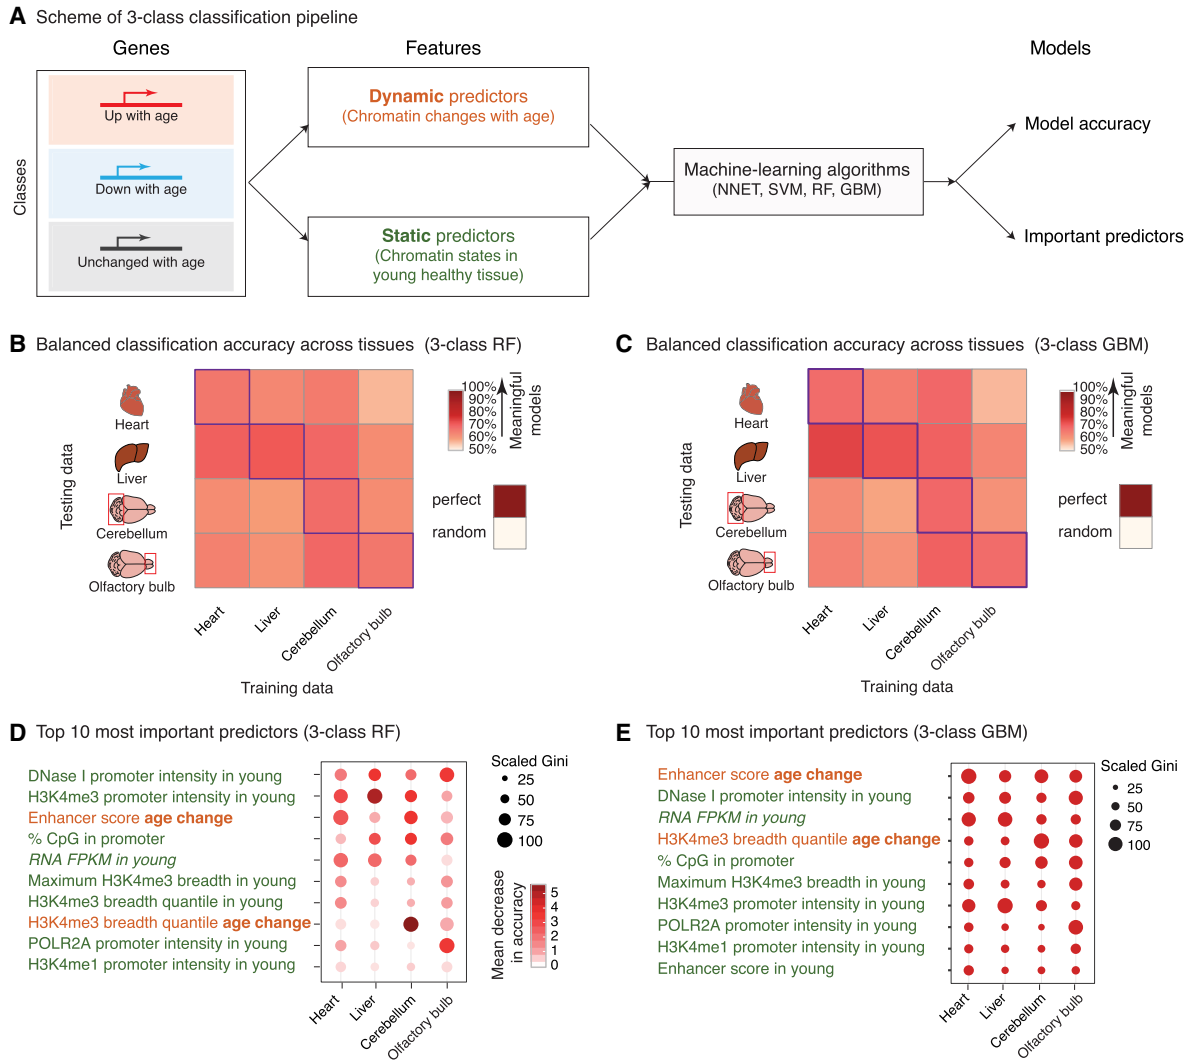 A Scheme of 3-class classification pipeline
Genes
Features
Models
Classes
Up with age
Down with age
Unchanged with age
Dynamic predictors
(Chromatin changes with age)
Static predictors
(Chromatin states in
young healthy tissue)
Machine-learning algorithms
(NNET, SVM, RF, GBM)
Model accuracy
Important predictors
B Balanced classification accuracy across tissues (3-class RF)
Testing data
Heart
Liver
Cerebellum
Olfactory bulb
Heart
Liver
Cerebellum
Olfactory bulb
Training data
100%
90%
80%
70%
60%
50%
Meaningful
models
perfect
random
C Balanced classification accuracy across tissues (3-class GBM)
Testing data
Heart
Liver
Cerebellum
Olfactory bulb
Heart
Liver
Cerebellum
Olfactory bulb
Training data
100%
90%
80%
70%
60%
50%
Meaningful
models
perfect
random
D Top 10 most important predictors (3-class RF)
DNase I promoter intensity in young
H3K4me3 promoter intensity in young
Enhancer score age change
% CpG in promoter
RNA FPKM in young
Maximum H3K4me3 breadth in young
H3K4me3 breadth quantile in young
H3K4me3 breadth quantile age change
POLR2A promoter intensity in young
H3K4me1 promoter intensity in young
Heart
Liver
Cerebellum
Olfactory bulb
Scaled Gini
25
50
75
100
Mean decrease
in accuracy
5
4
3
2
1
0
E Top 10 most important predictors (3-class GBM)
Enhancer score age change
DNase I promoter intensity in young
RNA FPKM in young
H3K4me3 breadth quantile age change
% CpG in promoter
Maximum H3K4me3 breadth in young
H3K4me3 promoter intensity in young
POLR2A promoter intensity in young
H3K4me1 promoter intensity in young
Enhancer score in young
Heart
Liver
Cerebellum
Olfactory bulb
Scaled Gini
25
50
75
100